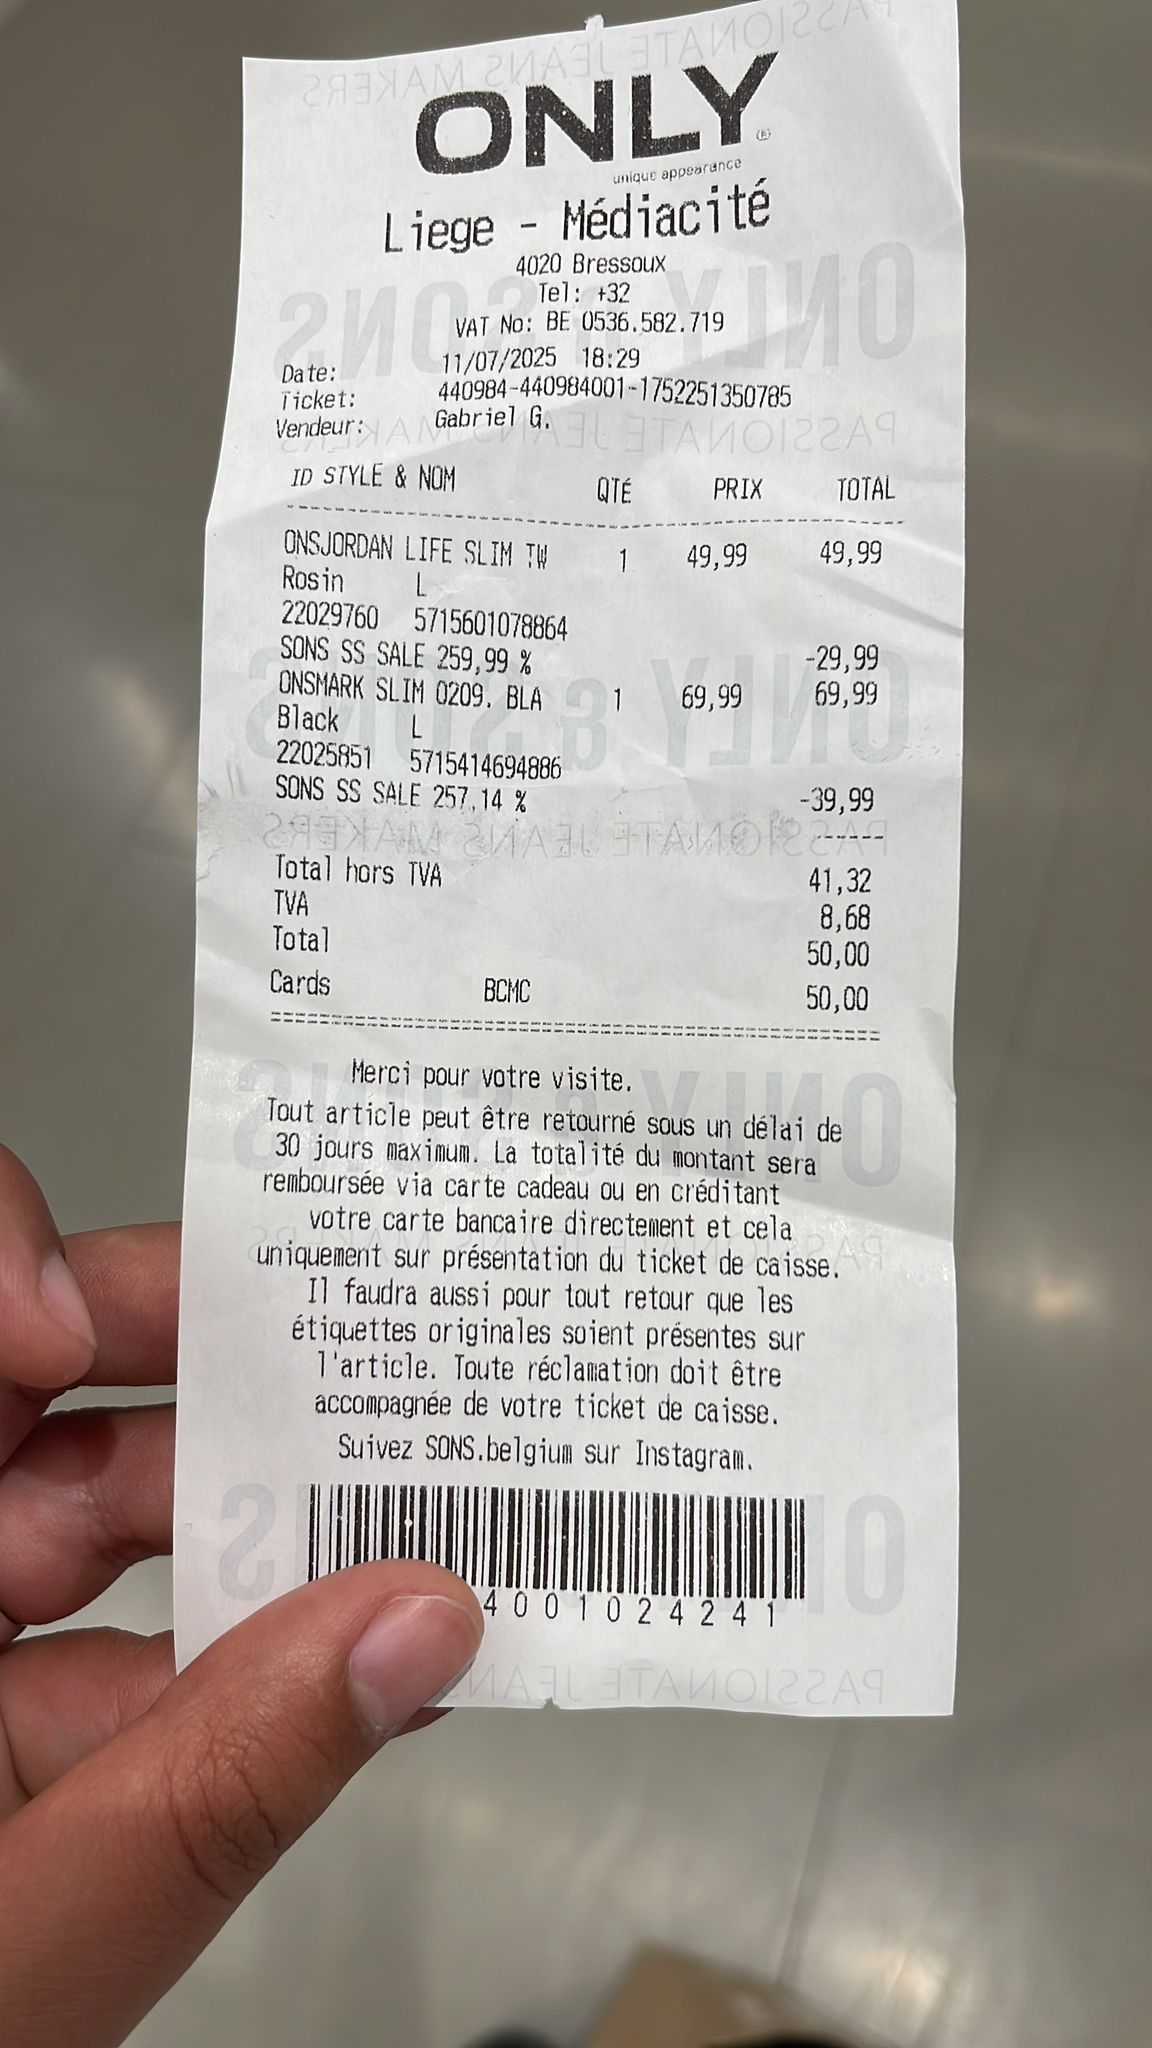 ONLY
®
unique appearance
Liege - Médiacité
4020 Bressoux
Tel: +32
VAT No: BE 0536.582.719
Date: 11/07/2025 18:29
Ticket: 440984-440984001-1752251350785
Vendeur: Gabriel G.
ID STYLE & NOM QTÉ PRIX TOTAL
ONSJORDAN LIFE SLIM TW 1 49,99 49,99
Rosin L
22029760 5715601078864
SONS SS SALE 259,99 % -29,99
ONSMARK SLIM 0209. BLA 1 69,99 69,99
Black L
22025851 5715414694886
SONS SS SALE 257,14 % -39,99
Total hors TVA 41,32
TVA 8,68
Total 50,00
Cards BCMC 50,00
Merci pour votre visite.
Tout article peut être retourné sous un délai de
30 jours maximum. La totalité du montant sera
remboursée via carte cadeau ou en créditant
votre carte bancaire directement et cela
uniquement sur présentation du ticket de caisse.
Il faudra aussi pour tout retour que les
étiquettes originales soient présentes sur
l'article. Toute réclamation doit être
accompagnée de votre ticket de caisse.
Suivez SONS.belgium sur Instagram.
4001024241